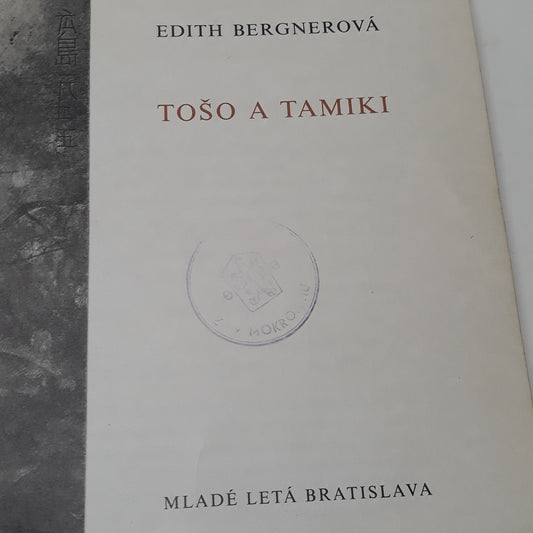 EDITH BERGNEROVÁ
TOŠO A TAMIKI
MLADÉ LETÁ BRATISLAVA